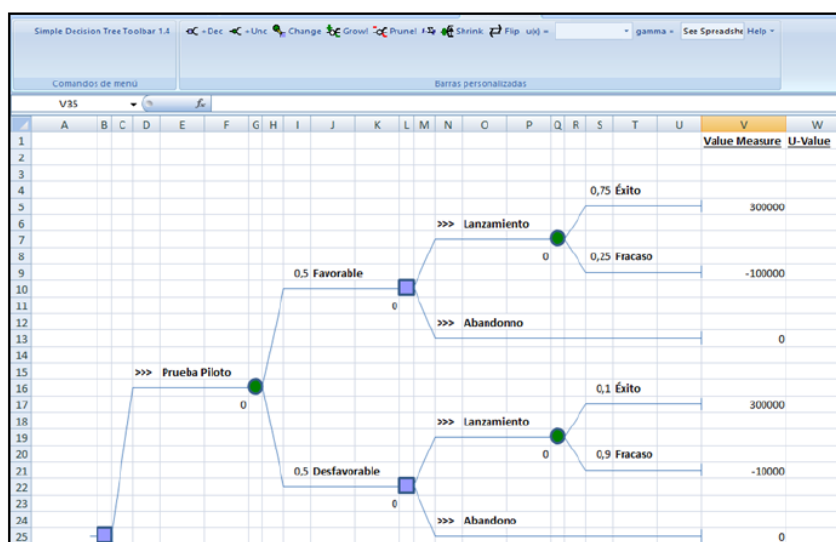 Simple Decision Tree Toolbar 1.4 +Dec +Unc Change Grow! Prune! Shrink Flip u(x) = gamma = See Spreadshe Help
Comandos de menú Barras personalizadas
V35 fx
A B C D E F G H I J K L M N O P Q R S T U V W
1 Value Measure U-Value
2
3
4 0,75 Éxito
5 300000
6 >>> Lanzamiento
7
8 0 0,25 Fracaso
9 0,5 Favorable -100000
10
11 0
12 >>> Abandonno
13 0
14
15 >>> Prueba Piloto
16 0,1 Éxito
17 0 300000
18 >>> Lanzamiento
19
20 0 0,9 Fracaso
21 0,5 Desfavorable -10000
22
23 0
24 >>> Abandono
25 0